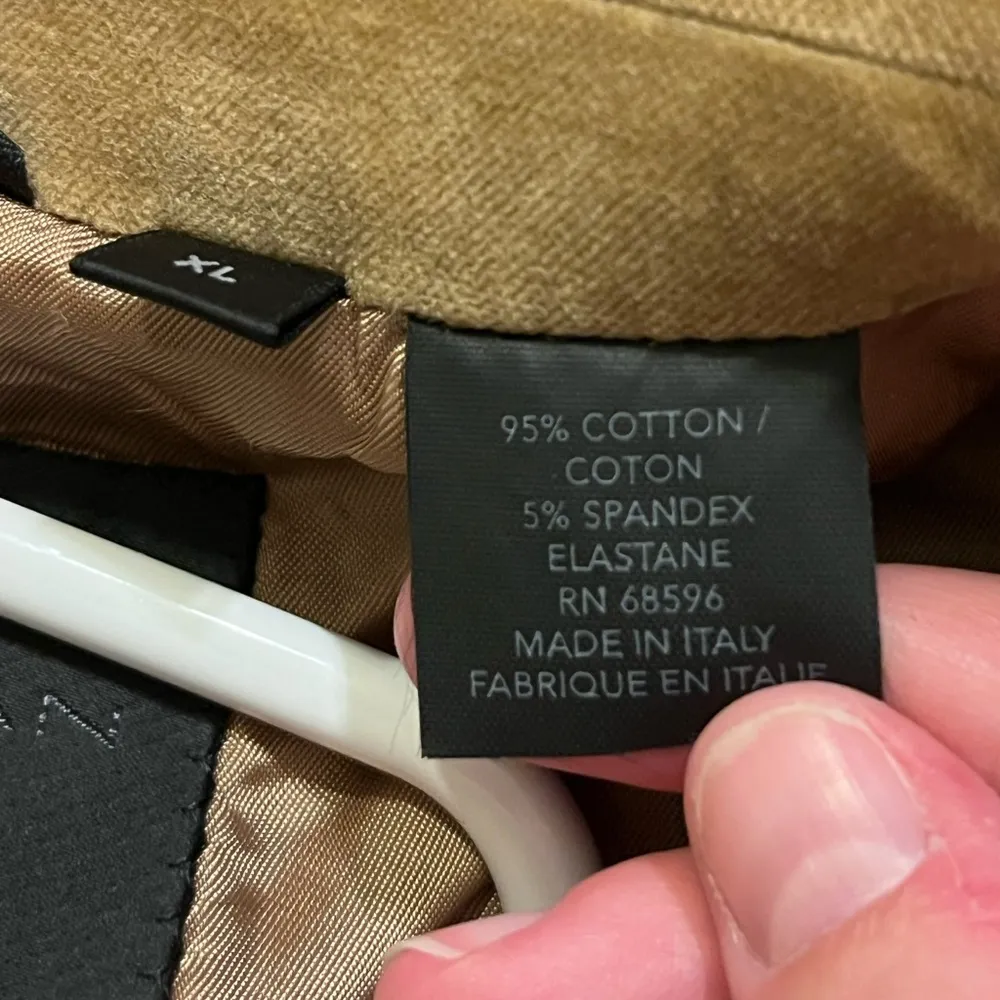 XL
95% COTTON /
COTON
5% SPANDEX
ELASTANE
RN 68596
MADE IN ITALY
FABRIQUE EN ITALIE
N